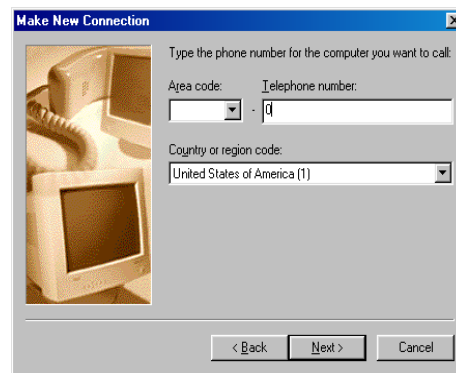 Make New Connection
Type the phone number for the computer you want to call:
Area code: Telephone number:
- 0
Country or region code:
United States of America (1)
< Back Next > Cancel